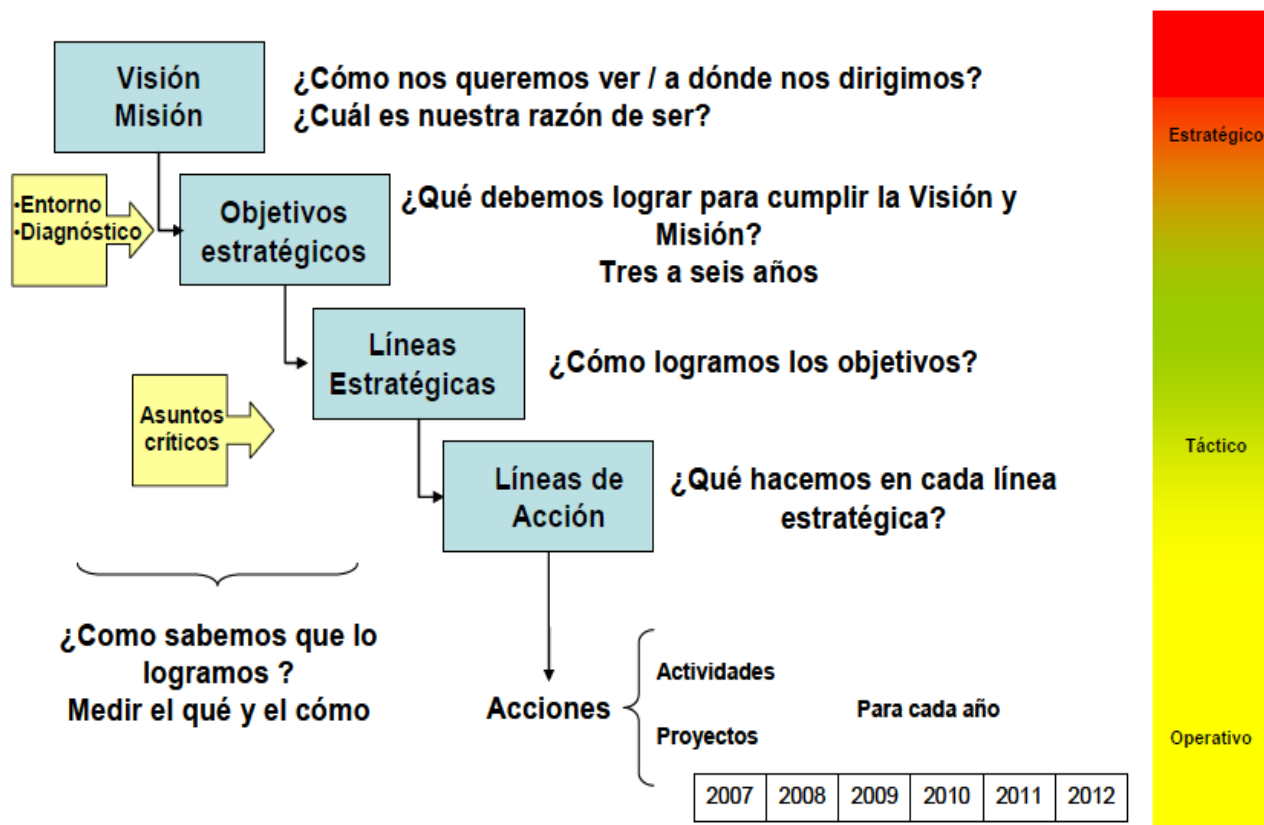 Visión
Misión
¿Cómo nos queremos ver / a dónde nos dirigimos?
¿Cuál es nuestra razón de ser?
Estratégico
•Entorno
•Diagnóstico
Objetivos
estratégicos
¿Qué debemos lograr para cumplir la Visión y
Misión?
Tres a seis años
Líneas
Estratégicas
¿Cómo logramos los objetivos?
Asuntos
críticos
Táctico
Líneas de
Acción
¿Qué hacemos en cada línea
estratégica?
¿Como sabemos que lo
logramos ?
Medir el qué y el cómo
Acciones
Actividades
Proyectos
Para cada año
Operativo
2007 2008 2009 2010 2011 2012